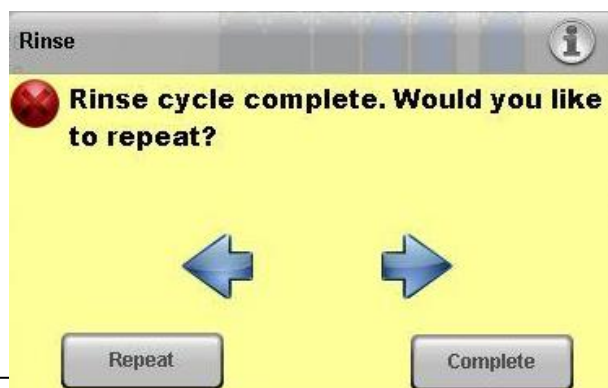 Rinse
Rinse cycle complete. Would you like
to repeat?
Repeat
Complete